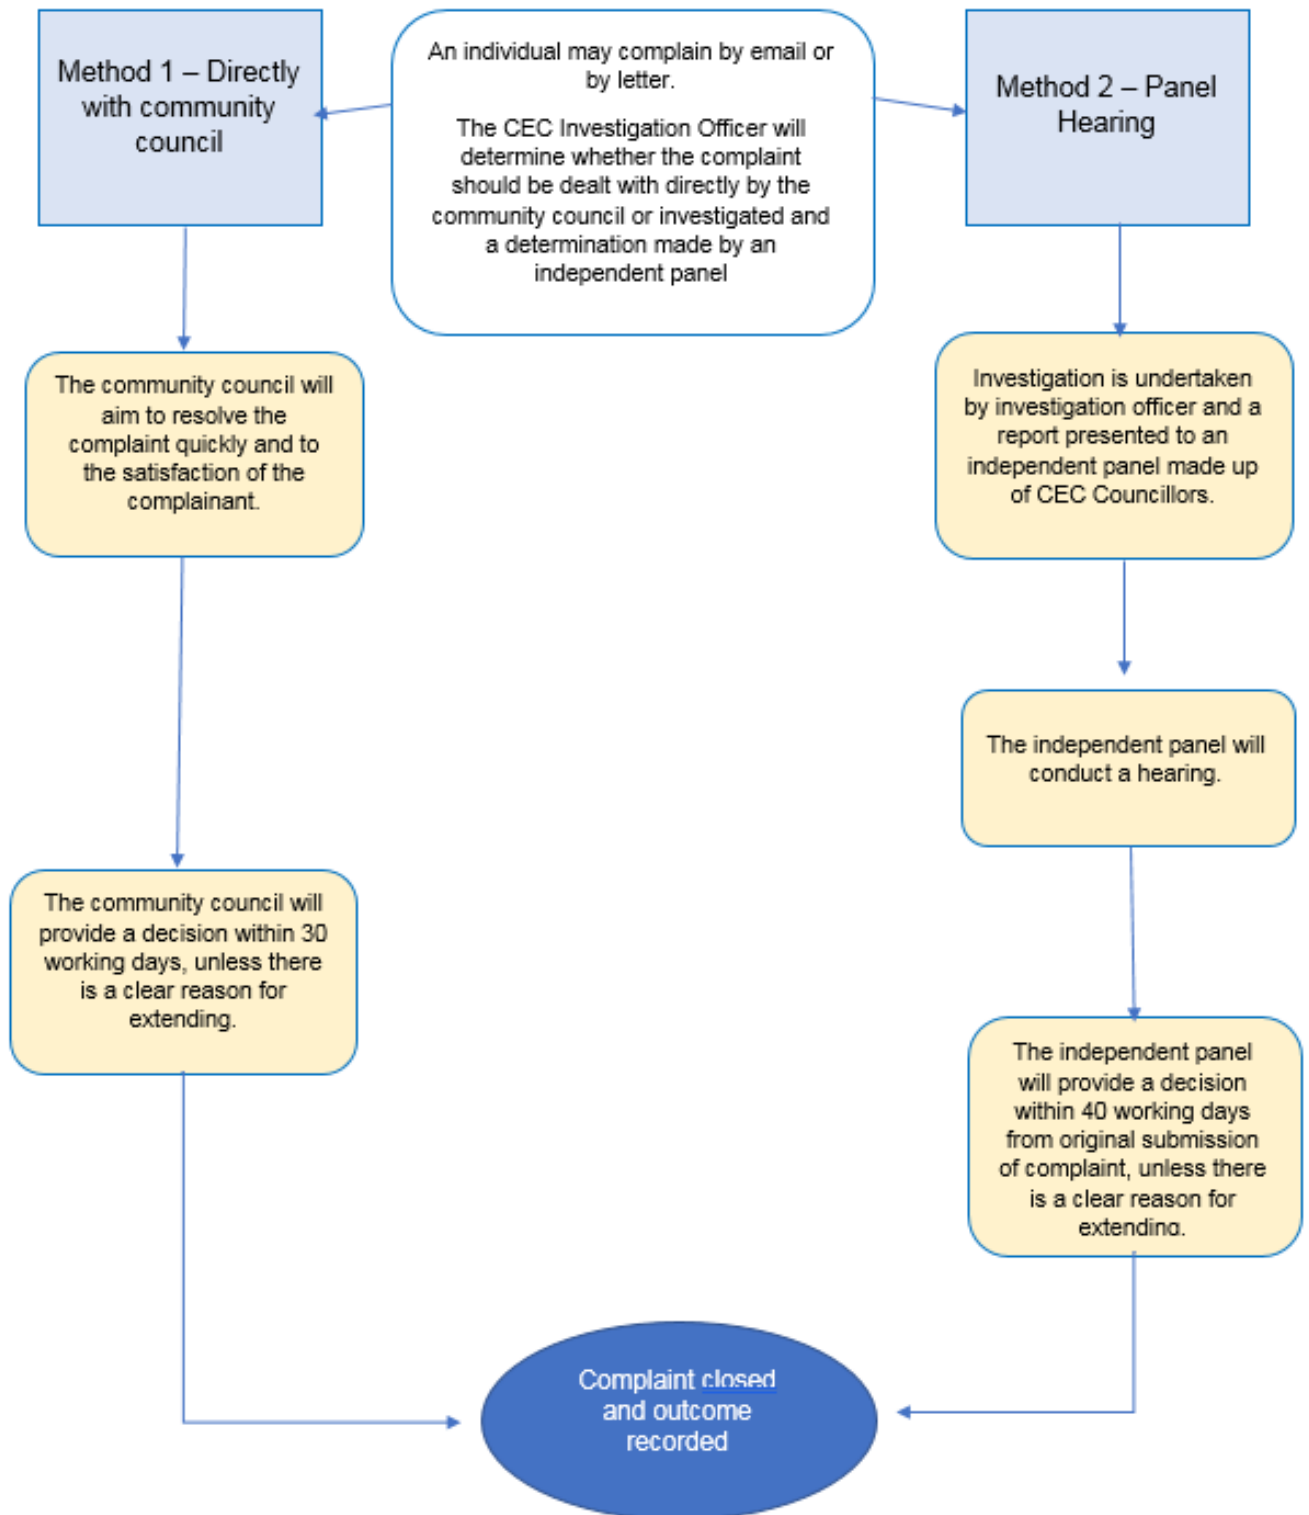 Method 1 – Directly
with community
council
An individual may complain by email or
by letter.
The CEC Investigation Officer will
determine whether the complaint
should be dealt with directly by the
community council or investigated and
a determination made by an
independent panel
Method 2 – Panel
Hearing
The community council will
aim to resolve the
complaint quickly and to
the satisfaction of the
complainant.
Investigation is undertaken
by investigation officer and a
report presented to an
independent panel made up
of CEC Councillors.
The independent panel will
conduct a hearing.
The community council will
provide a decision within 30
working days, unless there
is a clear reason for
extending.
The independent panel
will provide a decision
within 40 working days
from original submission
of complaint, unless there
is a clear reason for
extending.
Complaint closed
and outcome
recorded